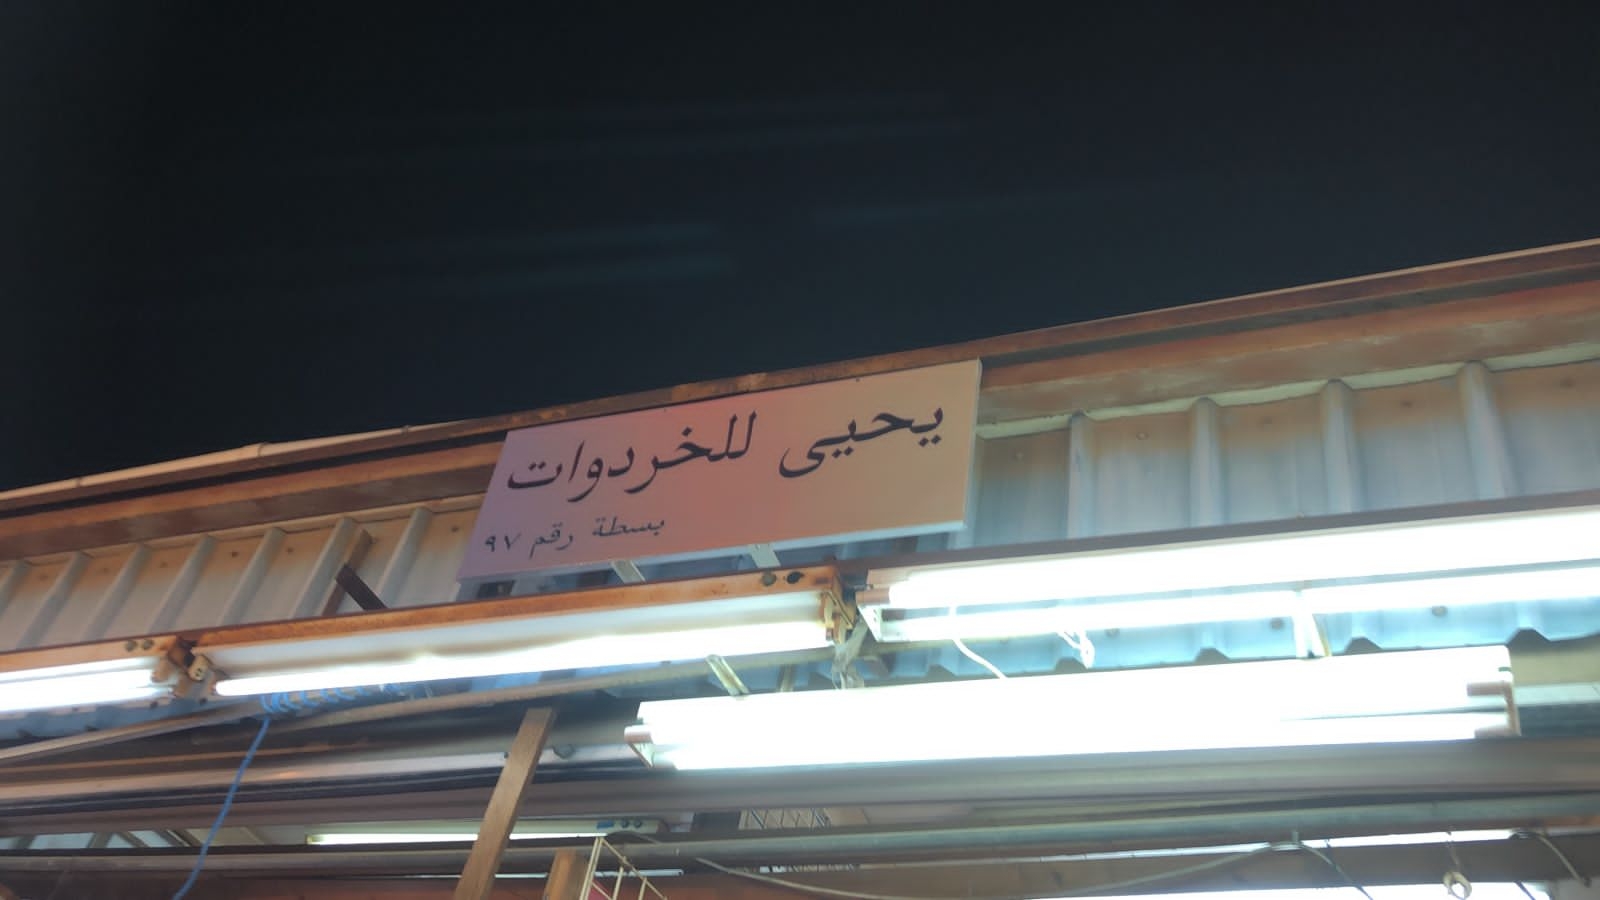 يحيى للخردوات
بسطة رقم ٩٧